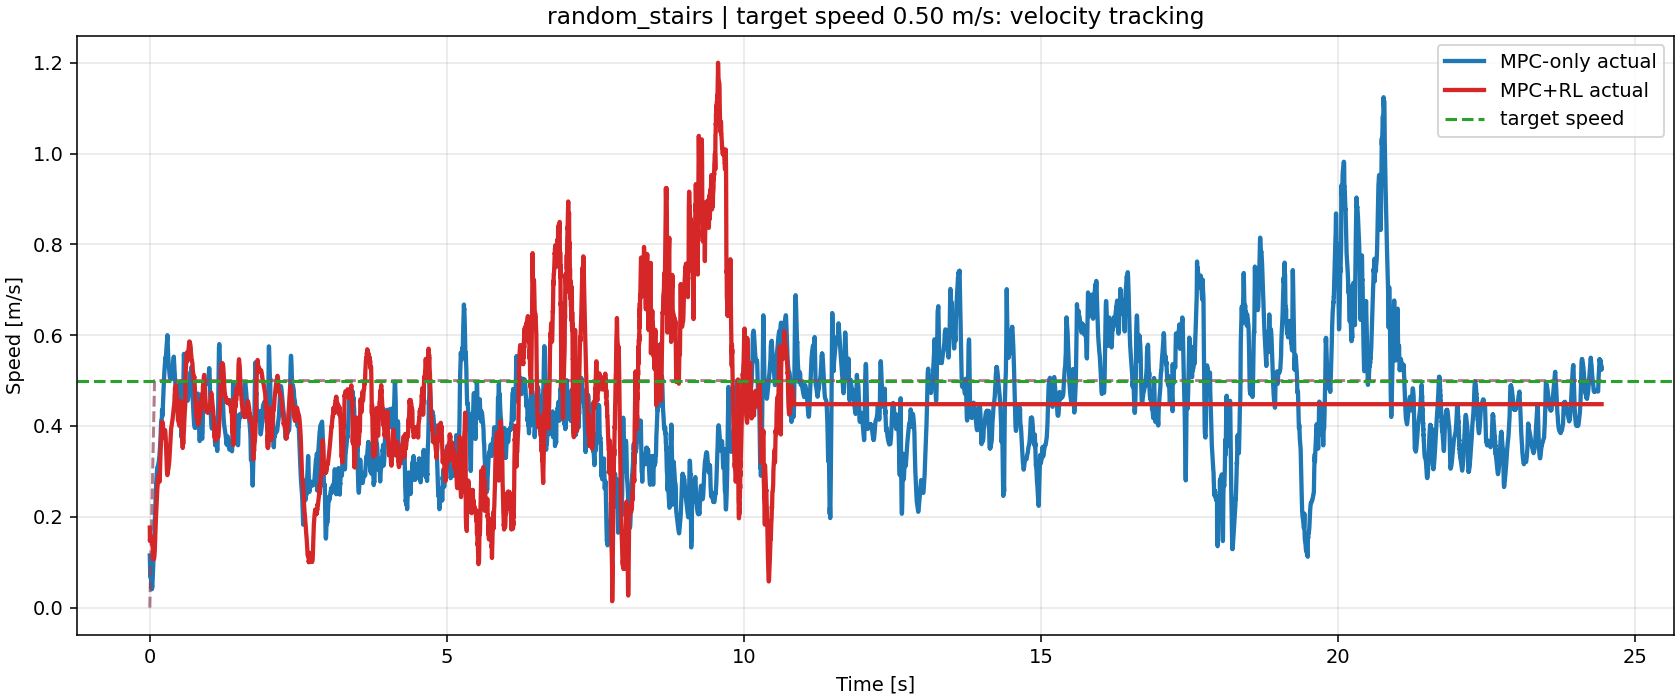 random_stairs | target speed 0.50 m/s: velocity tracking
MPC-only actual
MPC+RL actual
target speed
Speed [m/s]
1.2
1.0
0.8
0.6
0.4
0.2
0.0
0
5
10
15
20
25
Time [s]